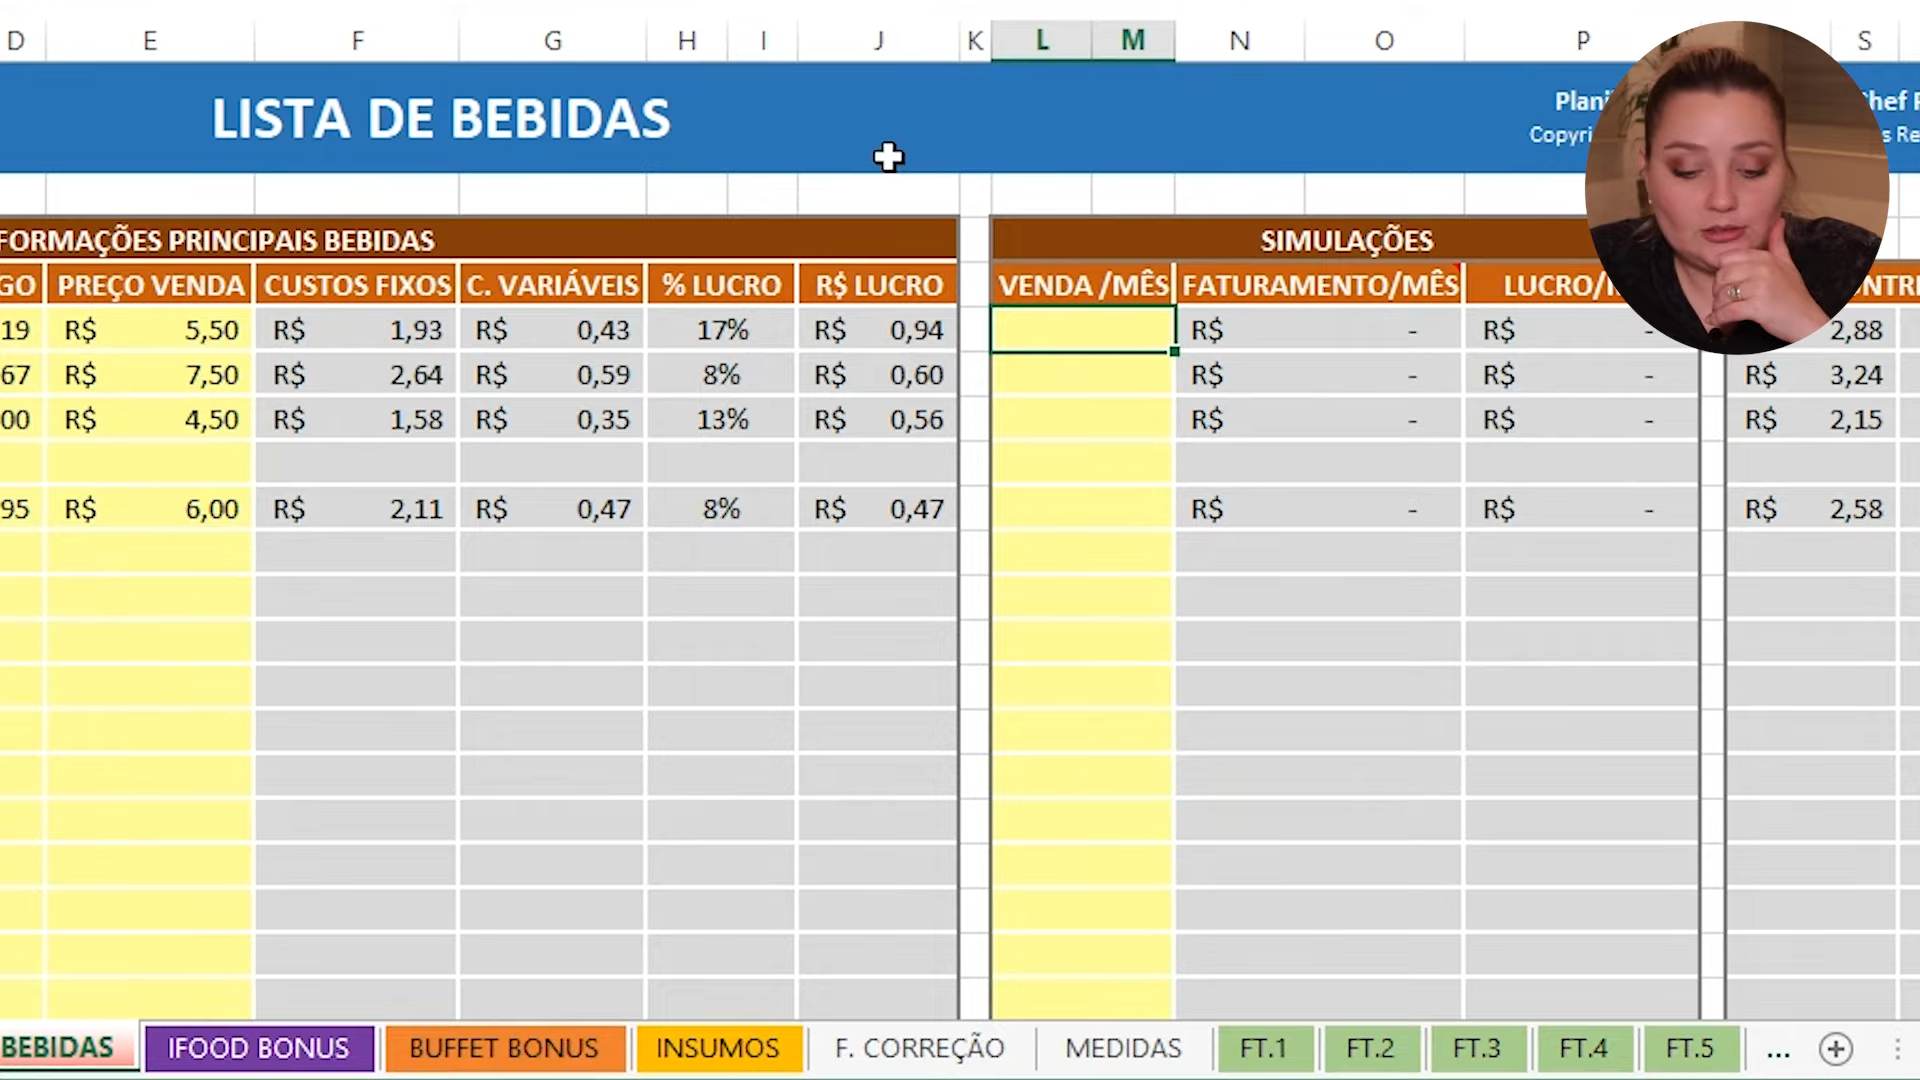 D E F G H I J K L M N O P S
LISTA DE BEBIDAS
FORMAÇÕES PRINCIPAIS BEBIDAS
SIMULAÇÕES
GO PREÇO VENDA CUSTOS FIXOS C. VARIÁVEIS % LUCRO R$ LUCRO VENDA /MÊS FATURAMENTO/MÊS
19 R$ 5,50 R$ 1,93 R$ 0,43 17% R$ 0,94 R$ - R$ - 2,88
67 R$ 7,50 R$ 2,64 R$ 0,59 8% R$ 0,60 R$ - R$ - R$ 3,24
00 R$ 4,50 R$ 1,58 R$ 0,35 13% R$ 0,56 R$ - R$ - R$ 2,15
95 R$ 6,00 R$ 2,11 R$ 0,47 8% R$ 0,47 R$ - R$ - R$ 2,58
BEBIDAS IFOOD BONUS BUFFET BONUS INSUMOS F. CORREÇÃO MEDIDAS FT.1 FT.2 FT.3 FT.4 FT.5 ...